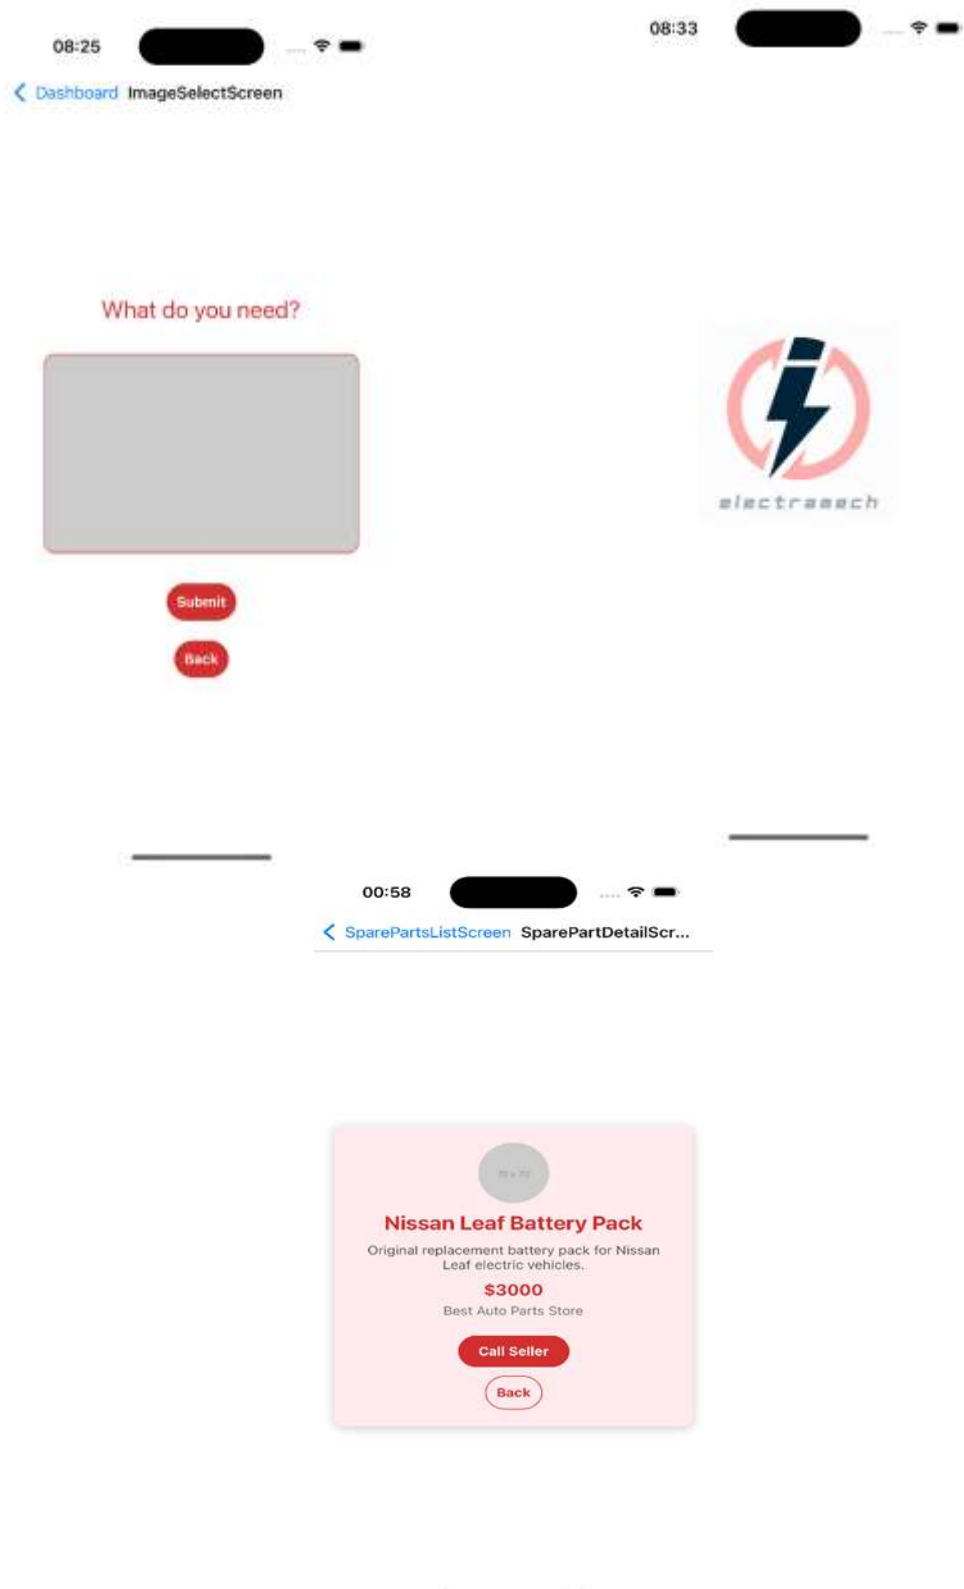 08:25
Dashboard ImageSelectScreen
What do you need?
Submit
Back
08:33
00:58
SparePartsListScreen SparePartDetailScr...
Nissan Leaf Battery Pack
Original replacement battery pack for Nissan
Leaf electric vehicles.
$3000
Best Auto Parts Store
Call Seller
Back